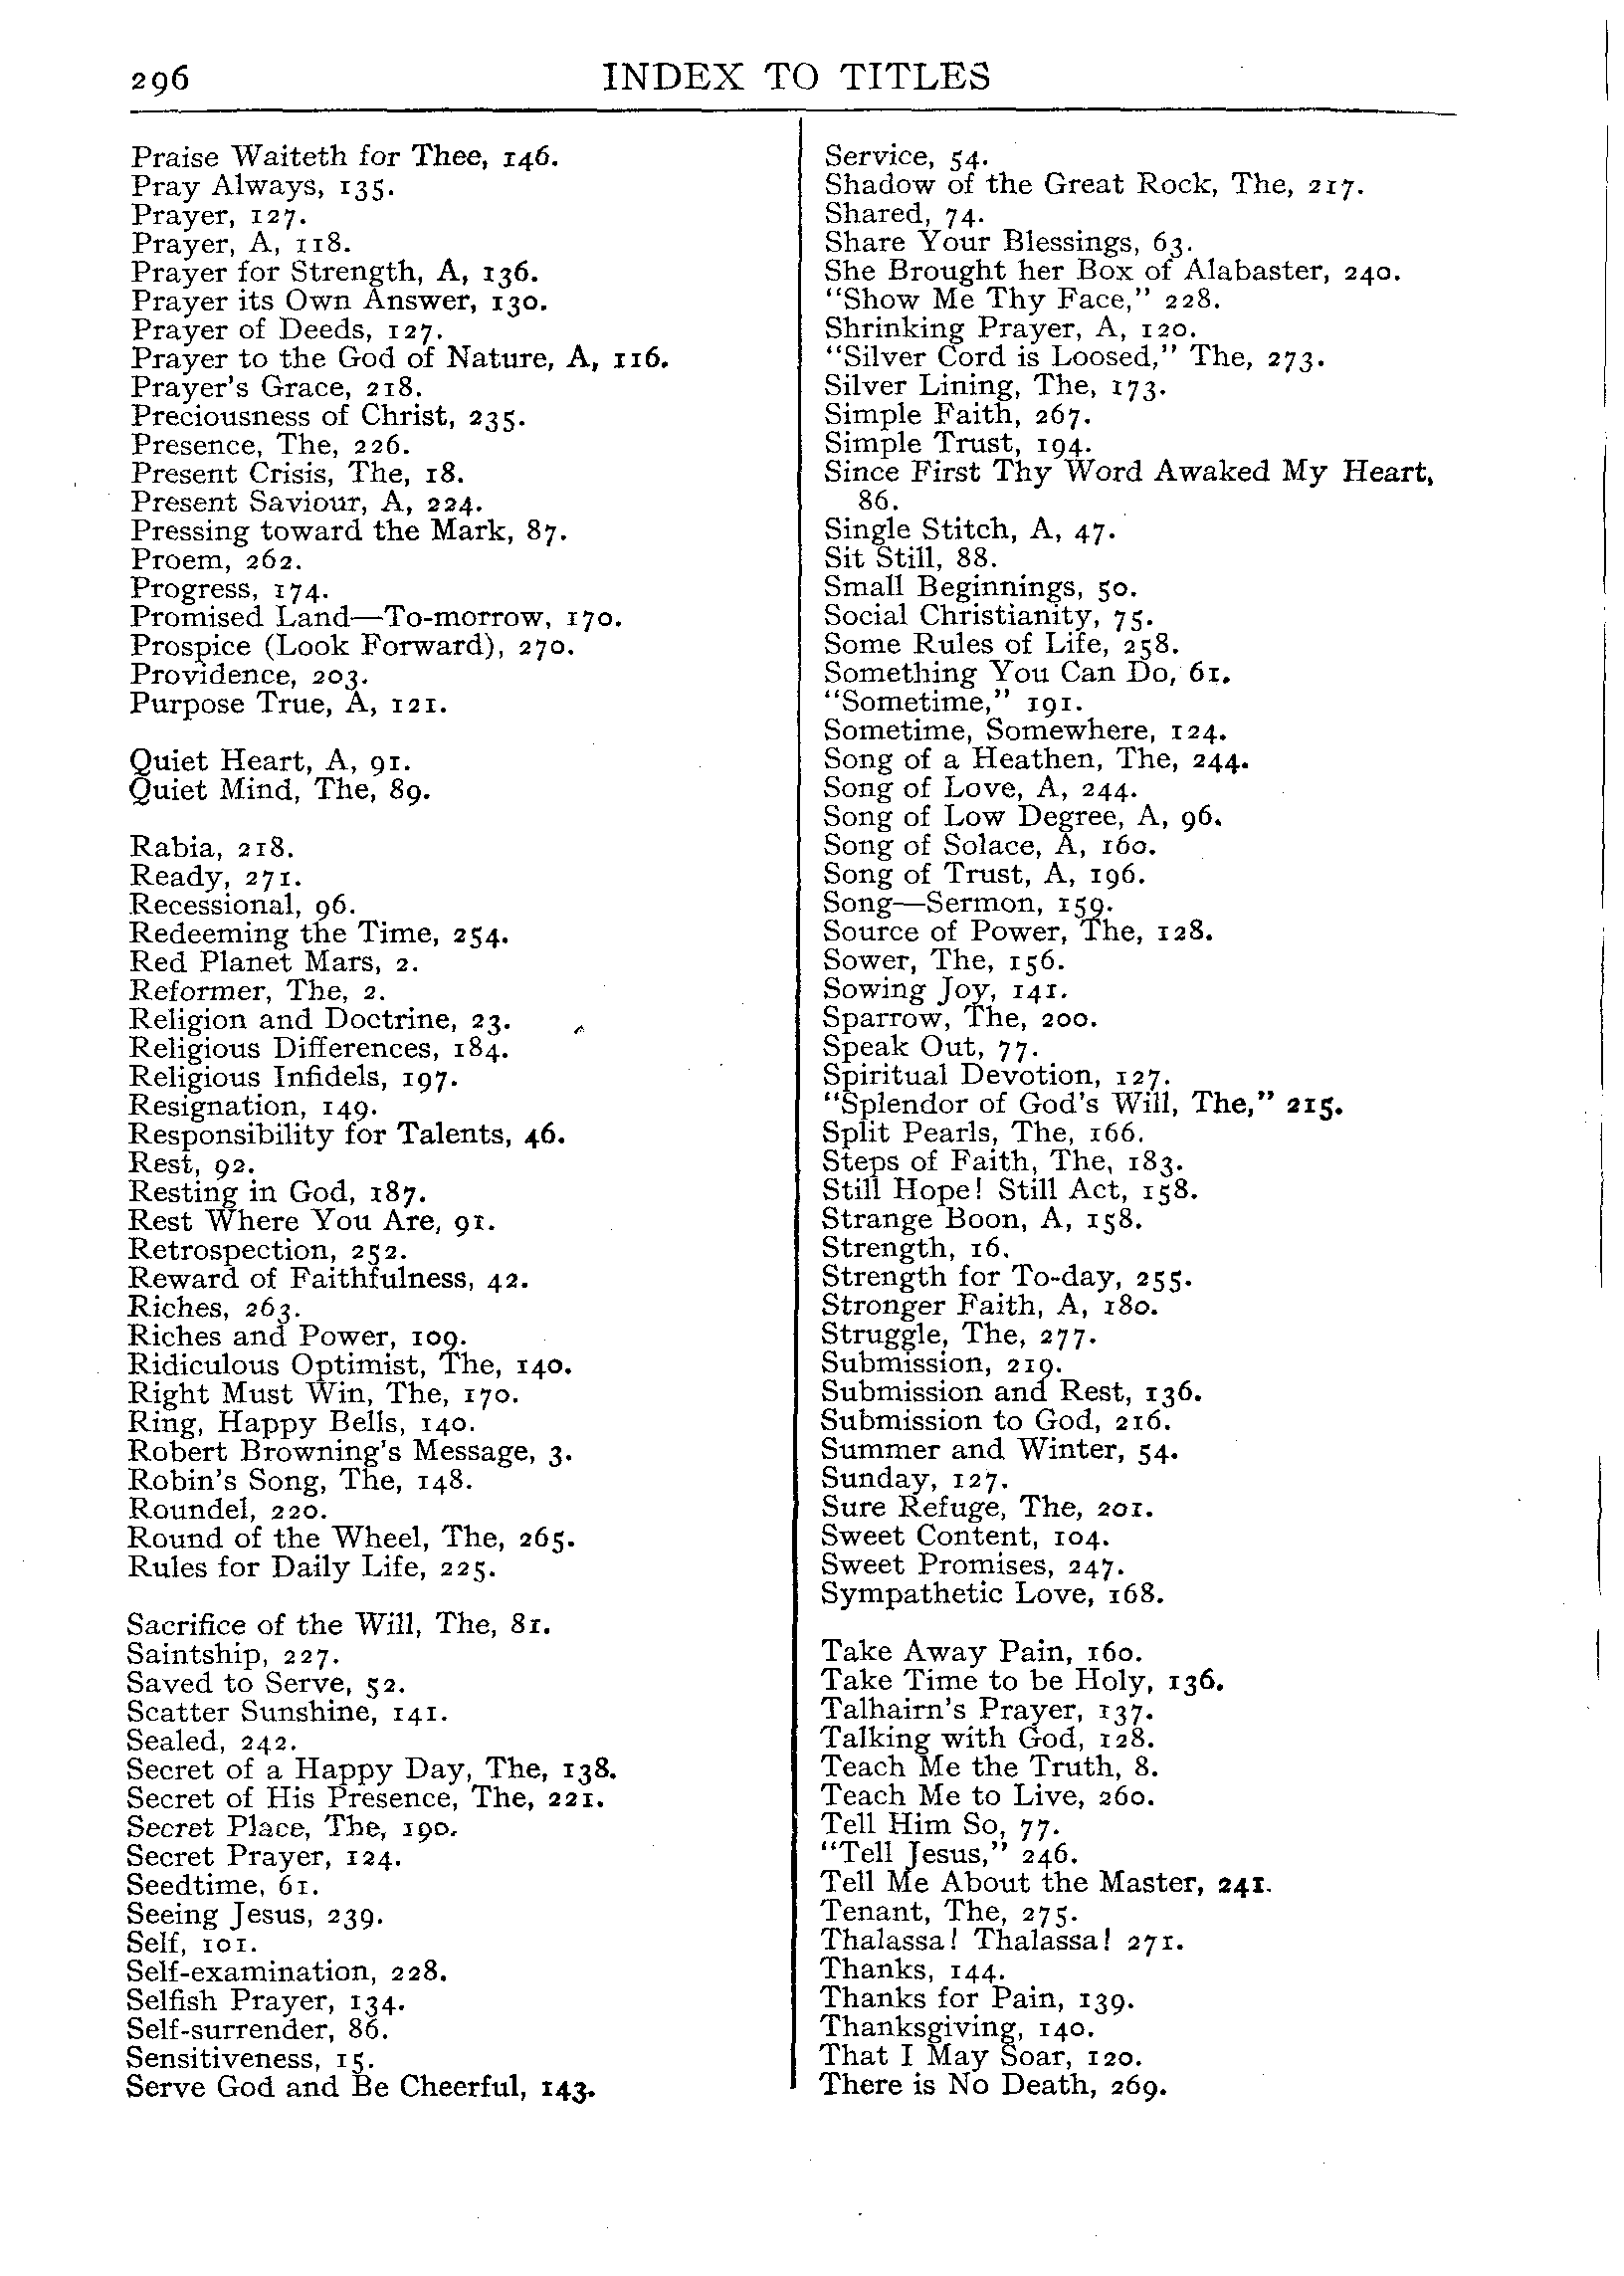 296
INDEX TO TITLES
Praise Waiteth for Thee, 146.
Pray Always, 135.
Prayer, 127.
Prayer, A, 118.
Prayer for Strength, A, 136.
Prayer its Own Answer, 130.
Prayer of Deeds, 127.
Prayer to the God of Nature, A, 116.
Prayer's Grace, 218.
Preciousness of Christ, 235.
Presence, The, 226.
Present Crisis, The, 18.
Present Saviour, A, 224.
Pressing toward the Mark, 87.
Proem, 262.
Progress, 174.
Promised Land—To-morrow, 170.
Prospice (Look Forward), 270.
Providence, 203.
Purpose True, A, 121.
Quiet Heart, A, 91.
Quiet Mind, The, 89.
Rabia, 218.
Ready, 271.
Recessional, 96.
Redeeming the Time, 254.
Red Planet Mars, 2.
Reformer, The, 2.
Religion and Doctrine, 23.
Religious Differences, 184.
Religious Infidels, 197.
Resignation, 149.
Responsibility for Talents, 46.
Rest, 92.
Resting in God, 187.
Rest Where You Are, 91.
Retrospection, 252.
Reward of Faithfulness, 42.
Riches, 263.
Riches and Power, 109.
Ridiculous Optimist, The, 140.
Right Must Win, The, 170.
Ring, Happy Bells, 140.
Robert Browning's Message, 3.
Robin's Song, The, 148.
Roundel, 220.
Round of the Wheel, The, 265.
Rules for Daily Life, 225.
Sacrifice of the Will, The, 81.
Saintship, 227.
Saved to Serve, 52.
Scatter Sunshine, 141.
Sealed, 242.
Secret of a Happy Day, The, 138.
Secret of His Presence, The, 221.
Secret Place, The, 190.
Secret Prayer, 124.
Seedtime, 61.
Seeing Jesus, 239.
Self, 101.
Self-examination, 228.
Selfish Prayer, 134.
Self-surrender, 86.
Sensitiveness, 15.
Serve God and Be Cheerful, 143.
Service, 54.
Shadow of the Great Rock, The, 217.
Shared, 74.
Share Your Blessings, 63.
She Brought her Box of Alabaster, 240.
"Show Me Thy Face," 228.
Shrinking Prayer, A, 120.
"Silver Cord is Loosed," The, 273.
Silver Lining, The, 173.
Simple Faith, 267.
Simple Trust, 194.
Since First Thy Word Awaked My Heart,
86.
Single Stitch, A, 47.
Sit Still, 88.
Small Beginnings, 50.
Social Christianity, 75.
Some Rules of Life, 258.
Something You Can Do, 61.
"Sometime," 191.
Sometime, Somewhere, 124.
Song of a Heathen, The, 244.
Song of Love, A, 244.
Song of Low Degree, A, 96.
Song of Solace, A, 160.
Song of Trust, A, 196.
Song—Sermon, 159.
Source of Power, The, 128.
Sower, The, 156.
Sowing Joy, 141.
Sparrow, The, 200.
Speak Out, 77.
Spiritual Devotion, 127.
"Splendor of God's Will, The," 215.
Split Pearls, The, 166.
Steps of Faith, The, 183.
Still Hope! Still Act, 158.
Strange Boon, A, 158.
Strength, 16.
Strength for To-day, 255.
Stronger Faith, A, 180.
Struggle, The, 277.
Submission, 219.
Submission and Rest, 136.
Submission to God, 216.
Summer and Winter, 54.
Sunday, 127.
Sure Refuge, The, 201.
Sweet Content, 104.
Sweet Promises, 247.
Sympathetic Love, 168.
Take Away Pain, 160.
Take Time to be Holy, 136.
Talhairn's Prayer, 137.
Talking with God, 128.
Teach Me the Truth, 8.
Teach Me to Live, 260.
Tell Him So, 77.
"Tell Jesus," 246.
Tell Me About the Master, 241.
Tenant, The, 275.
Thalassa! Thalassa! 271.
Thanks, 144.
Thanks for Pain, 139.
Thanksgiving, 140.
That I May Soar, 120.
There is No Death, 269.